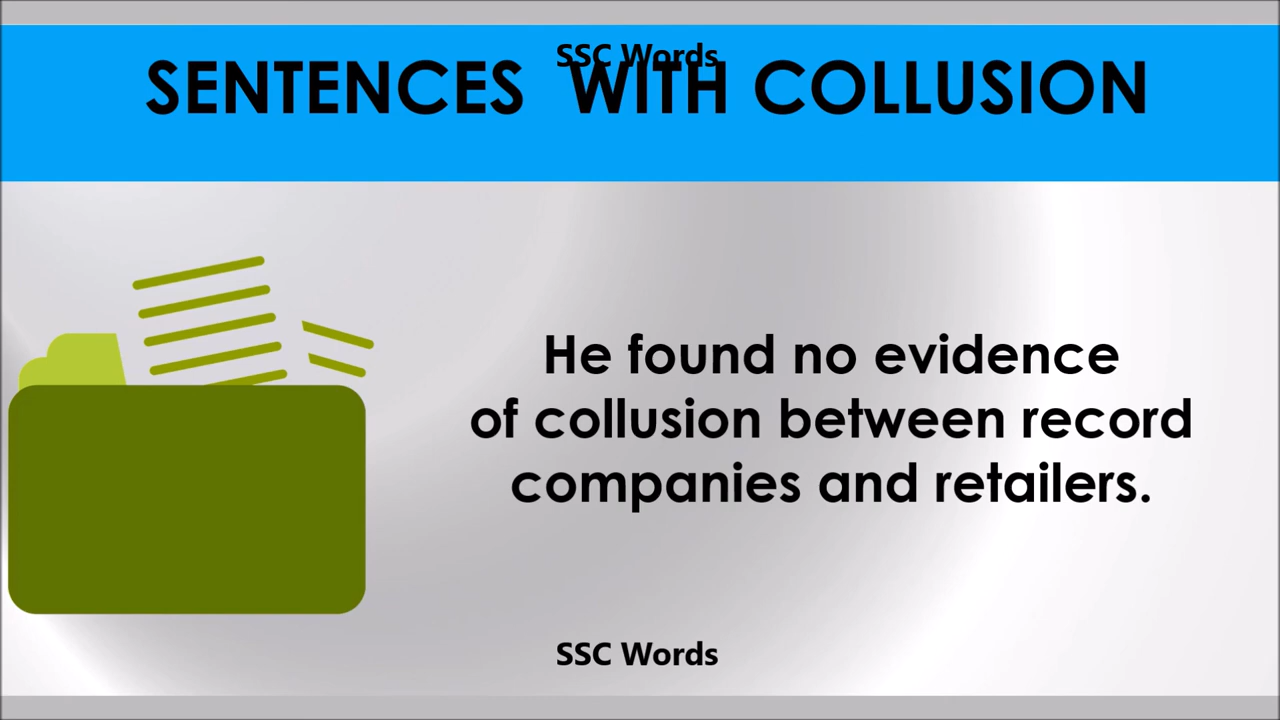 SSC Words
SENTENCES WITH COLLUSION
He found no evidence
of collusion between record
companies and retailers.
SSC Words